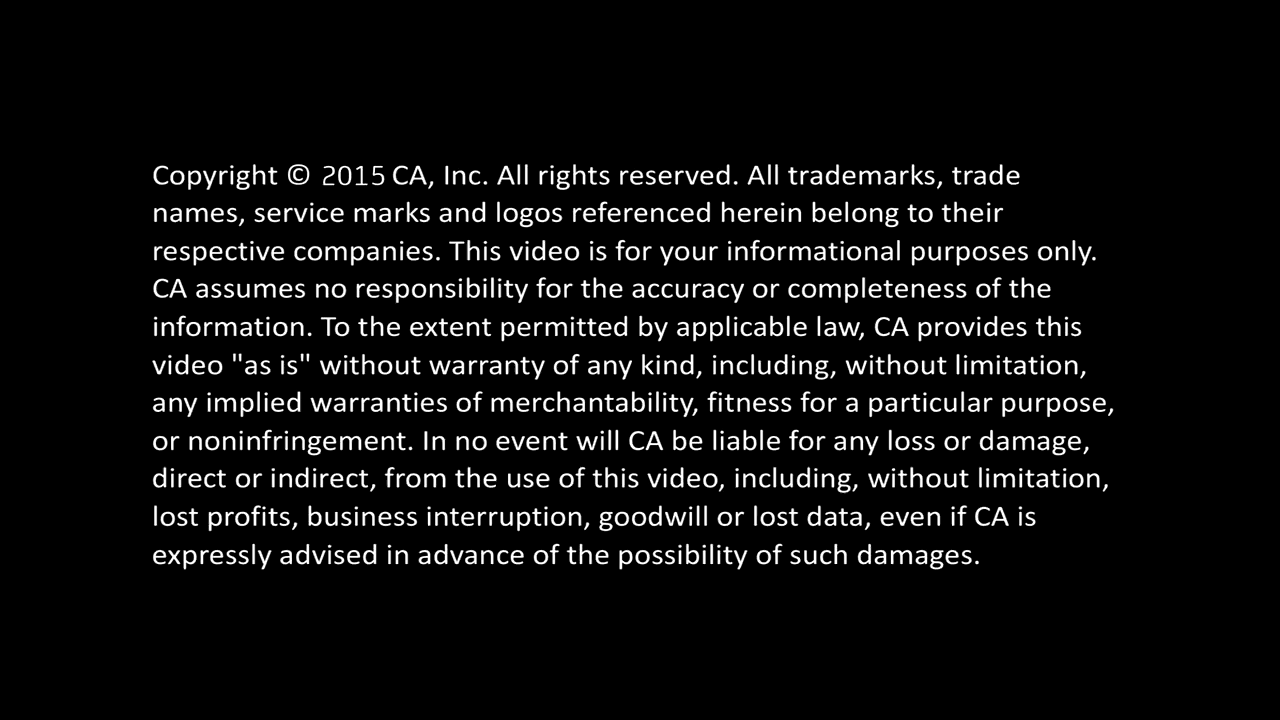 Copyright © 2015 CA, Inc. All rights reserved. All trademarks, trade
names, service marks and logos referenced herein belong to their
respective companies. This video is for your informational purposes only.
CA assumes no responsibility for the accuracy or completeness of the
information. To the extent permitted by applicable law, CA provides this
video "as is" without warranty of any kind, including, without limitation,
any implied warranties of merchantability, fitness for a particular purpose,
or noninfringement. In no event will CA be liable for any loss or damage,
direct or indirect, from the use of this video, including, without limitation,
lost profits, business interruption, goodwill or lost data, even if CA is
expressly advised in advance of the possibility of such damages.